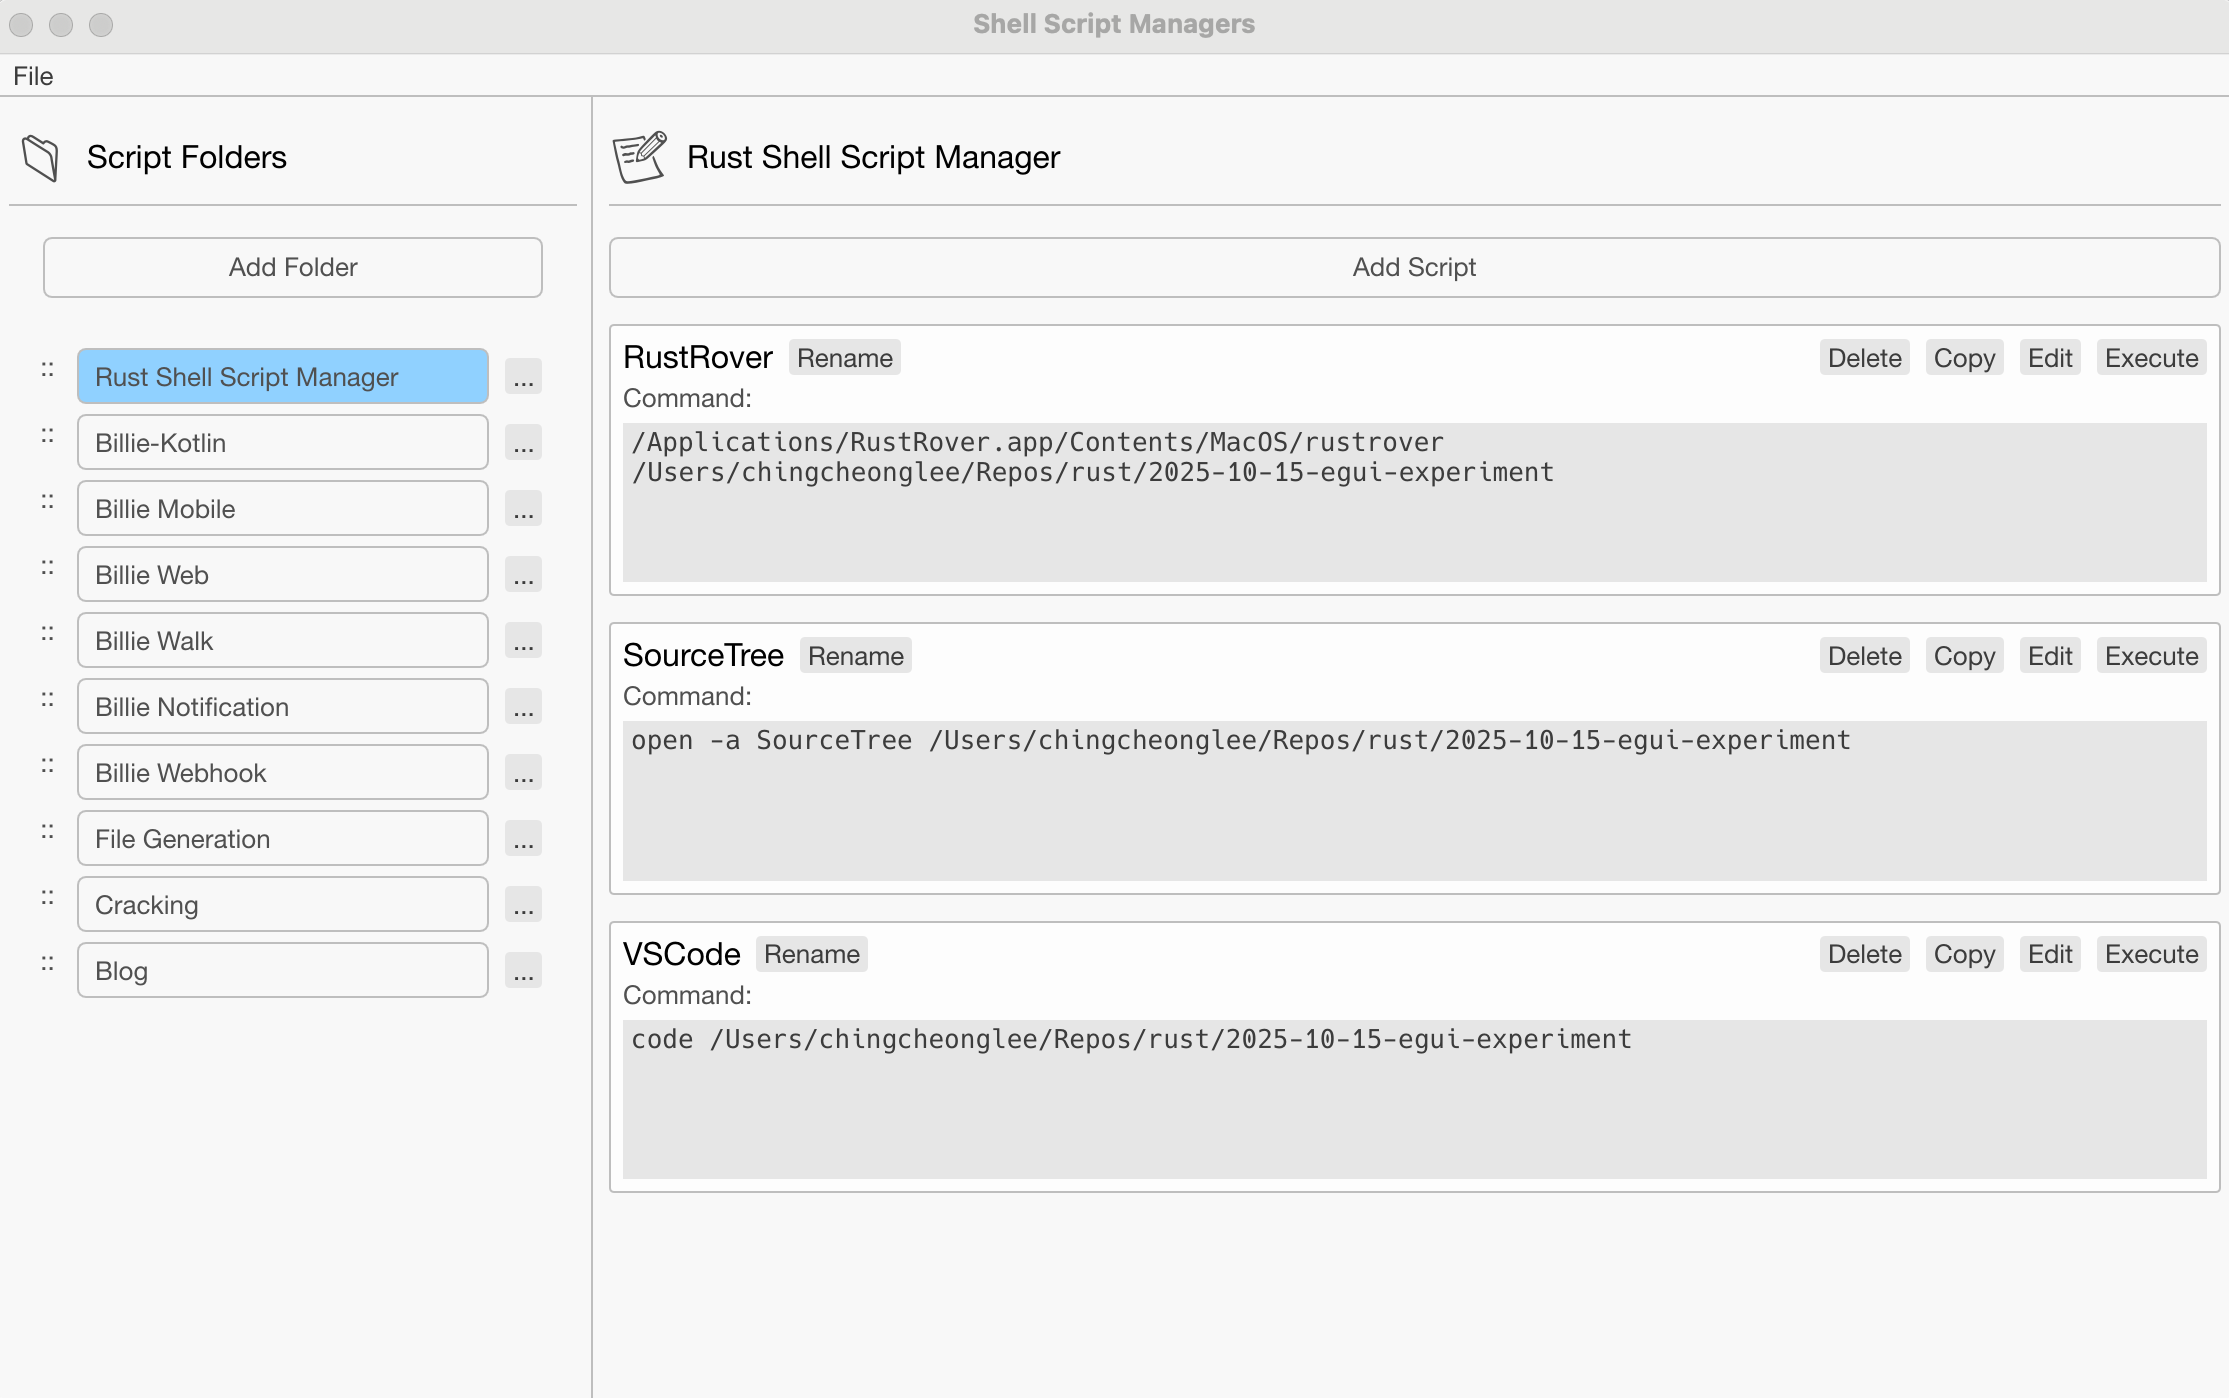 Shell Script Managers
File
Script Folders
Add Folder
:: Rust Shell Script Manager ...
:: Billie-Kotlin ...
:: Billie Mobile ...
:: Billie Web ...
:: Billie Walk ...
:: Billie Notification ...
:: Billie Webhook ...
:: File Generation ...
:: Cracking ...
:: Blog ...
Rust Shell Script Manager
Add Script
RustRover Rename Delete Copy Edit Execute
Command:
/Applications/RustRover.app/Contents/MacOS/rustrover
/Users/chingcheonglee/Repos/rust/2025-10-15-egui-experiment
SourceTree Rename Delete Copy Edit Execute
Command:
open -a SourceTree /Users/chingcheonglee/Repos/rust/2025-10-15-egui-experiment
VSCode Rename Delete Copy Edit Execute
Command:
code /Users/chingcheonglee/Repos/rust/2025-10-15-egui-experiment